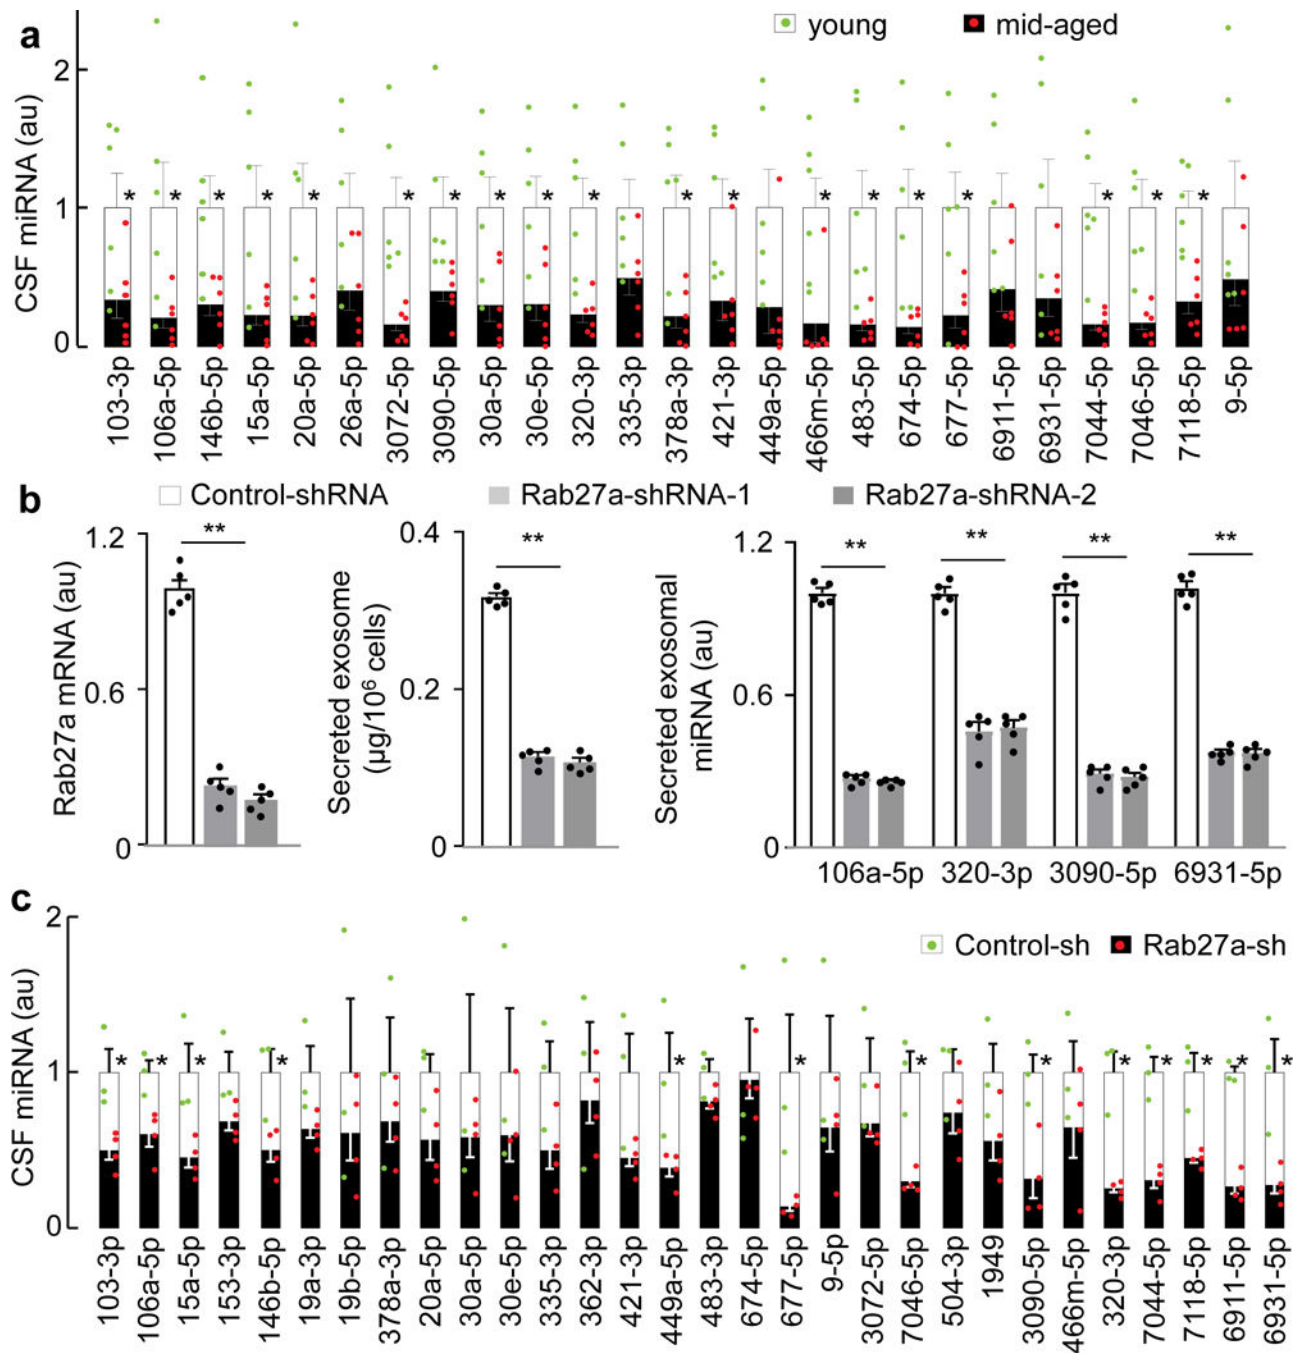 a
young
mid-aged
CSF miRNA (au)
2
1
0
* * * * * * * * * * * * * * * * * * *
103-3p
106a-5p
146b-5p
15a-5p
20a-5p
26a-5p
3072-5p
3090-5p
30a-5p
30e-5p
320-3p
335-3p
378a-3p
421-3p
449a-5p
466m-5p
483-5p
674-5p
677-5p
6911-5p
6931-5p
7044-5p
7046-5p
7118-5p
9-5p
b
Control-shRNA
Rab27a-shRNA-1
Rab27a-shRNA-2
Rab27a mRNA (au)
1.2
0.6
0
**
Secreted exosome
(µg/10⁶ cells)
0.4
0.2
0
**
Secreted exosomal
miRNA (au)
1.2
0.6
0
** ** ** **
106a-5p
320-3p
3090-5p
6931-5p
c
Control-sh
Rab27a-sh
CSF miRNA (au)
2
1
0
* * * * * * * * * * * * *
103-3p
106a-5p
15a-5p
153-3p
146b-5p
19a-3p
19b-5p
378a-3p
20a-5p
30a-5p
30e-5p
335-3p
362-3p
421-3p
449a-5p
483-3p
674-5p
677-5p
9-5p
3072-5p
7046-5p
504-3p
1949
3090-5p
466m-5p
320-3p
7044-5p
7118-5p
6911-5p
6931-5p